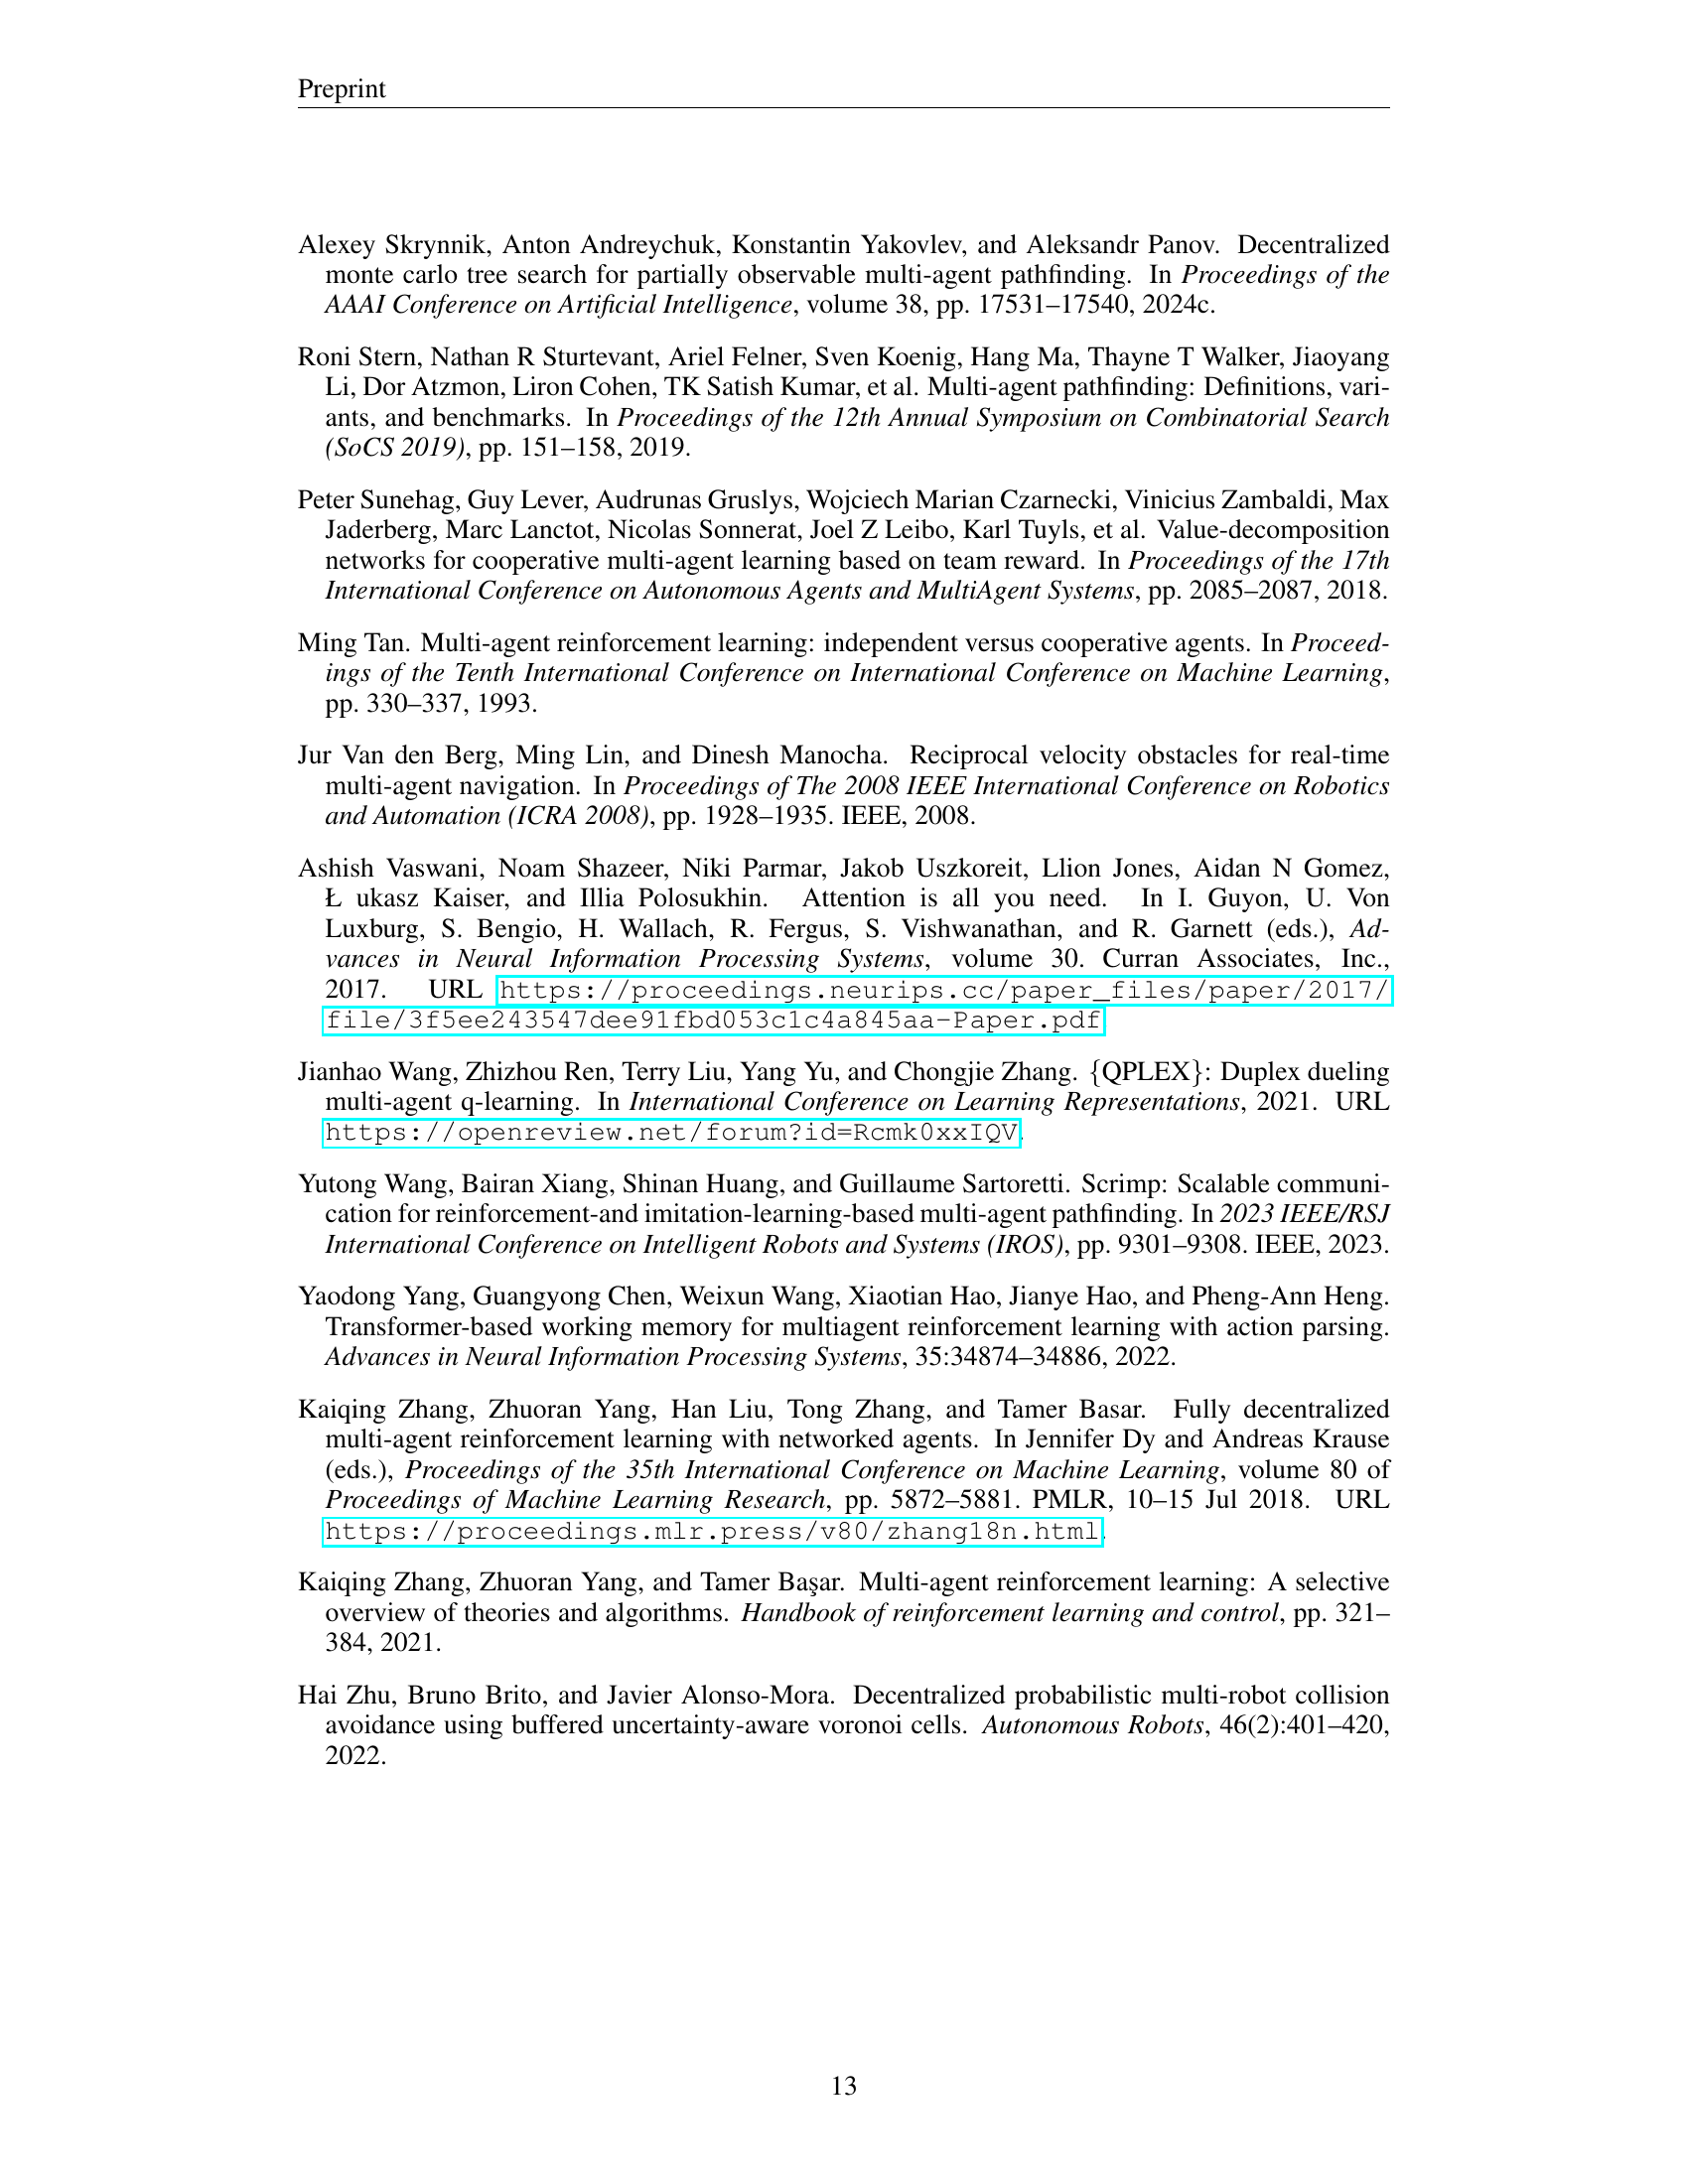 Preprint
Alexey Skrynnik, Anton Andreychuk, Konstantin Yakovlev, and Aleksandr Panov. Decentralized
monte carlo tree search for partially observable multi-agent pathfinding. In Proceedings of the
AAAI Conference on Artificial Intelligence, volume 38, pp. 17531–17540, 2024c.
Roni Stern, Nathan R Sturtevant, Ariel Felner, Sven Koenig, Hang Ma, Thayne T Walker, Jiaoyang
Li, Dor Atzmon, Liron Cohen, TK Satish Kumar, et al. Multi-agent pathfinding: Definitions, vari-
ants, and benchmarks. In Proceedings of the 12th Annual Symposium on Combinatorial Search
(SoCS 2019), pp. 151–158, 2019.
Peter Sunehag, Guy Lever, Audrunas Gruslys, Wojciech Marian Czarnecki, Vinicius Zambaldi, Max
Jaderberg, Marc Lanctot, Nicolas Sonnerat, Joel Z Leibo, Karl Tuyls, et al. Value-decomposition
networks for cooperative multi-agent learning based on team reward. In Proceedings of the 17th
International Conference on Autonomous Agents and MultiAgent Systems, pp. 2085–2087, 2018.
Ming Tan. Multi-agent reinforcement learning: independent versus cooperative agents. In Proceed-
ings of the Tenth International Conference on International Conference on Machine Learning,
pp. 330–337, 1993.
Jur Van den Berg, Ming Lin, and Dinesh Manocha. Reciprocal velocity obstacles for real-time
multi-agent navigation. In Proceedings of The 2008 IEEE International Conference on Robotics
and Automation (ICRA 2008), pp. 1928–1935. IEEE, 2008.
Ashish Vaswani, Noam Shazeer, Niki Parmar, Jakob Uszkoreit, Llion Jones, Aidan N Gomez,
Ł ukasz Kaiser, and Illia Polosukhin. Attention is all you need. In I. Guyon, U. Von
Luxburg, S. Bengio, H. Wallach, R. Fergus, S. Vishwanathan, and R. Garnett (eds.), Ad-
vances in Neural Information Processing Systems, volume 30. Curran Associates, Inc.,
2017. URL https://proceedings.neurips.cc/paper_files/paper/2017/
file/3f5ee243547dee91fbd053c1c4a845aa-Paper.pdf.
Jianhao Wang, Zhizhou Ren, Terry Liu, Yang Yu, and Chongjie Zhang. {QPLEX}: Duplex dueling
multi-agent q-learning. In International Conference on Learning Representations, 2021. URL
https://openreview.net/forum?id=Rcmk0xxIQV.
Yutong Wang, Bairan Xiang, Shinan Huang, and Guillaume Sartoretti. Scrimp: Scalable communi-
cation for reinforcement-and imitation-learning-based multi-agent pathfinding. In 2023 IEEE/RSJ
International Conference on Intelligent Robots and Systems (IROS), pp. 9301–9308. IEEE, 2023.
Yaodong Yang, Guangyong Chen, Weixun Wang, Xiaotian Hao, Jianye Hao, and Pheng-Ann Heng.
Transformer-based working memory for multiagent reinforcement learning with action parsing.
Advances in Neural Information Processing Systems, 35:34874–34886, 2022.
Kaiqing Zhang, Zhuoran Yang, Han Liu, Tong Zhang, and Tamer Basar. Fully decentralized
multi-agent reinforcement learning with networked agents. In Jennifer Dy and Andreas Krause
(eds.), Proceedings of the 35th International Conference on Machine Learning, volume 80 of
Proceedings of Machine Learning Research, pp. 5872–5881. PMLR, 10–15 Jul 2018. URL
https://proceedings.mlr.press/v80/zhang18n.html.
Kaiqing Zhang, Zhuoran Yang, and Tamer Başar. Multi-agent reinforcement learning: A selective
overview of theories and algorithms. Handbook of reinforcement learning and control, pp. 321–
384, 2021.
Hai Zhu, Bruno Brito, and Javier Alonso-Mora. Decentralized probabilistic multi-robot collision
avoidance using buffered uncertainty-aware voronoi cells. Autonomous Robots, 46(2):401–420,
2022.
13